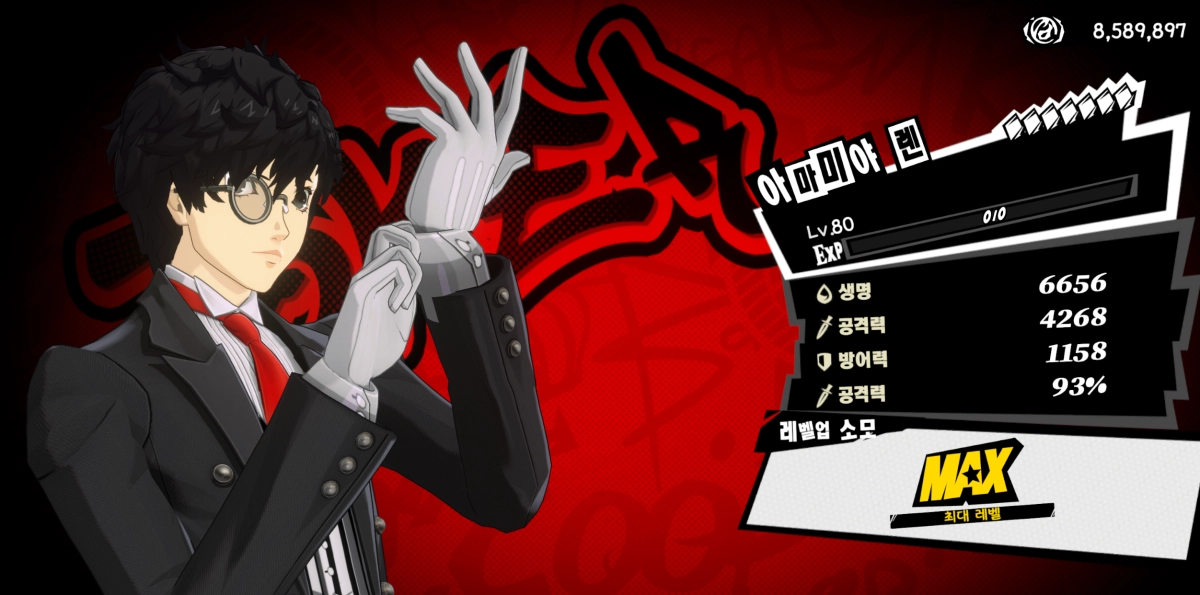 8,589,897
아마미야 렌
Lv.80
0/0
EXP
생명 6656
공격력 4268
방어력 1158
공격력 93%
레벨업 소모
MAX
최대 레벨